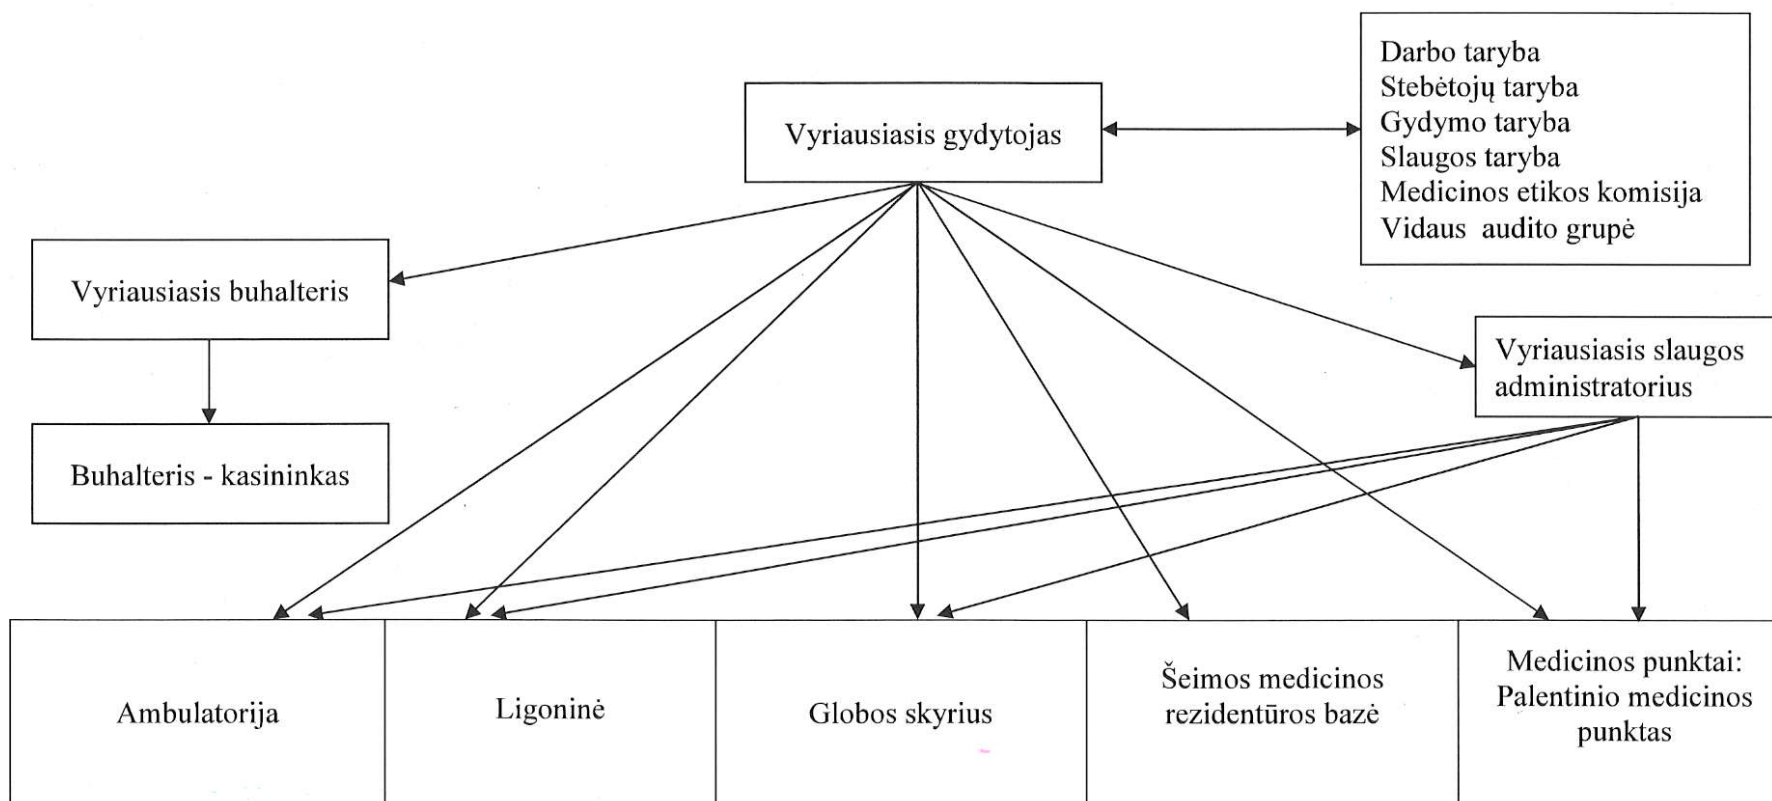 Darbo taryba
Stebėtojų taryba
Gydymo taryba
Slaugos taryba
Medicinos etikos komisija
Vidaus audito grupė
Vyriausiasis gydytojas
Vyriausiasis buhalteris
Vyriausiasis slaugos
administratorius
Buhalteris - kasininkas
Ambulatorija
Ligoninė
Globos skyrius
Šeimos medicinos
rezidentūros bazė
Medicinos punktai:
Palentinio medicinos
punktas